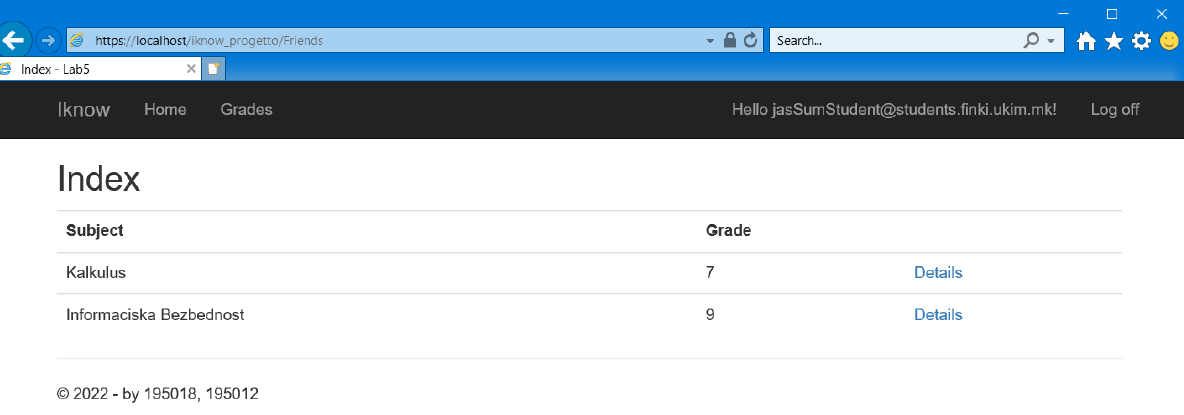 https://localhost/iknow_progetto/Friends
Search...
Index - Lab5
Iknow Home Grades Hello jasSumStudent@students.finki.ukim.mk! Log off
Index
Subject Grade
Kalkulus 7 Details
Informaciska Bezbednost 9 Details
© 2022 - by 195018, 195012